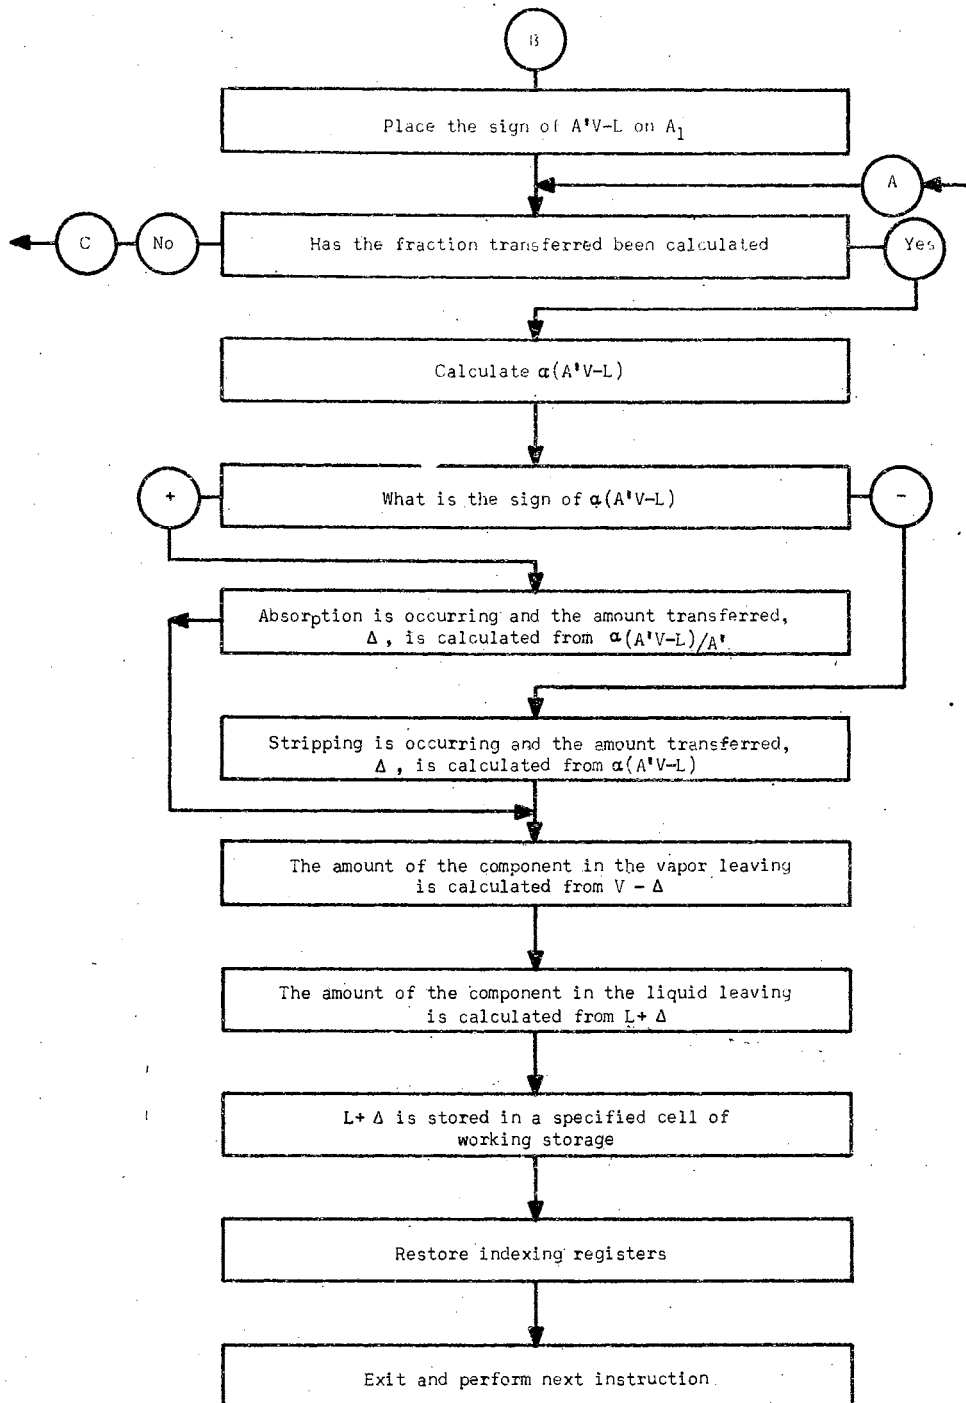 B
Place the sign of A'V-L on A1
A
Has the fraction transferred been calculated
C
No
Yes
Calculate α(A'V-L)
+
What is the sign of α(A'V-L)
-
Absorption is occurring and the amount transferred,
Δ , is calculated from α(A'V-L)/A'
Stripping is occurring and the amount transferred,
Δ , is calculated from α(A'V-L)
The amount of the component in the vapor leaving
is calculated from V - Δ
The amount of the component in the liquid leaving
is calculated from L+ Δ
L+ Δ is stored in a specified cell of
working storage
Restore indexing registers
Exit and perform next instruction